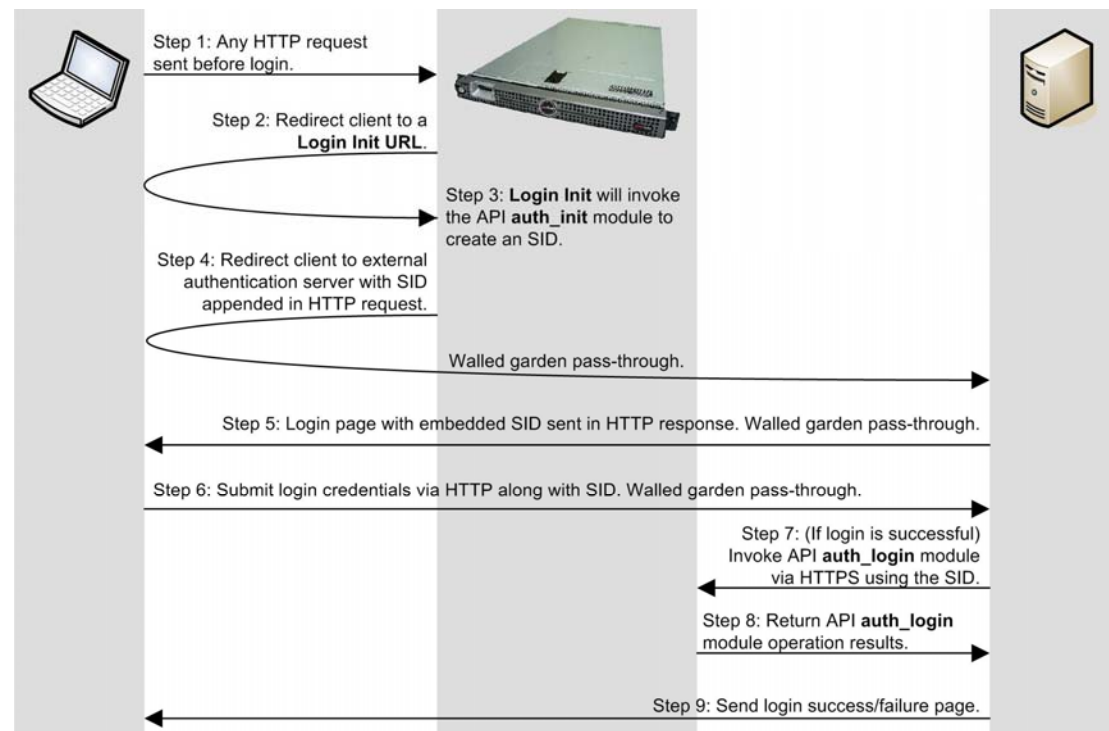 Step 1: Any HTTP request
sent before login.
Step 2: Redirect client to a
Login Init URL.
Step 3: Login Init will invoke
the API auth_init module to
create an SID.
Step 4: Redirect client to external
authentication server with SID
appended in HTTP request.
Walled garden pass-through.
Step 5: Login page with embedded SID sent in HTTP response. Walled garden pass-through.
Step 6: Submit login credentials via HTTP along with SID. Walled garden pass-through.
Step 7: (If login is successful)
Invoke API auth_login module
via HTTPS using the SID.
Step 8: Return API auth_login
module operation results.
Step 9: Send login success/failure page.